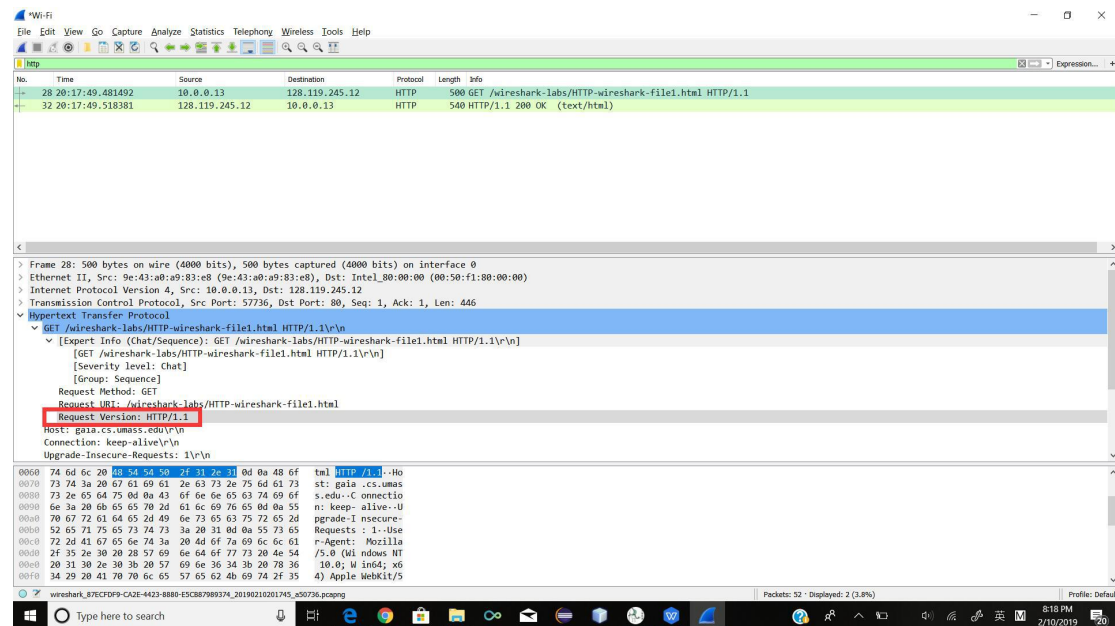 *Wi-Fi
File Edit View Go Capture Analyze Statistics Telephony Wireless Tools Help
http
Expression... +
No. Time Source Destination Protocol Length Info
28 20:17:49.481492 10.0.0.13 128.119.245.12 HTTP 500 GET /wireshark-labs/HTTP-wireshark-file1.html HTTP/1.1
32 20:17:49.518381 128.119.245.12 10.0.0.13 HTTP 540 HTTP/1.1 200 OK (text/html)
> Frame 28: 500 bytes on wire (4000 bits), 500 bytes captured (4000 bits) on interface 0
> Ethernet II, Src: 9e:43:a0:a9:83:e8 (9e:43:a0:a9:83:e8), Dst: Intel_80:00:00 (00:50:f1:80:00:00)
> Internet Protocol Version 4, Src: 10.0.0.13, Dst: 128.119.245.12
> Transmission Control Protocol, Src Port: 57736, Dst Port: 80, Seq: 1, Ack: 1, Len: 446
Hypertext Transfer Protocol
GET /wireshark-labs/HTTP-wireshark-file1.html HTTP/1.1\r\n
[Expert Info (Chat/Sequence): GET /wireshark-labs/HTTP-wireshark-file1.html HTTP/1.1\r\n]
[GET /wireshark-labs/HTTP-wireshark-file1.html HTTP/1.1\r\n]
[Severity level: Chat]
[Group: Sequence]
Request Method: GET
Request URI: /wireshark-labs/HTTP-wireshark-file1.html
Request Version: HTTP/1.1
Host: gaia.cs.umass.edu\r\n
Connection: keep-alive\r\n
Upgrade-Insecure-Requests: 1\r\n
0060 74 6d 6c 20 48 54 54 50 2f 31 2e 31 0d 0a 48 6f tml HTTP /1.1··Ho
0070 73 74 3a 20 67 61 69 61 2e 63 73 2e 75 6d 61 73 st: gaia .cs.umas
0080 73 2e 65 64 75 0d 0a 43 6f 6e 6e 65 63 74 69 6f s.edu··C onnectio
0090 6e 3a 20 6b 65 65 70 2d 61 6c 69 76 65 0d 0a 55 n: keep- alive··U
00a0 70 67 72 61 64 65 2d 49 6e 73 65 63 75 72 65 2d pgrade-I nsecure-
00b0 52 65 71 75 65 73 74 73 3a 20 31 0d 0a 55 73 65 Requests : 1··Use
00c0 72 2d 41 67 65 6e 74 3a 20 4d 6f 7a 69 6c 6c 61 r-Agent: Mozilla
00d0 2f 35 2e 30 20 28 57 69 6e 64 6f 77 73 20 4e 54 /5.0 (Wi ndows NT
00e0 20 31 30 2e 30 3b 20 57 69 6e 36 34 3b 20 78 36 10.0; W in64; x6
00f0 34 29 20 41 70 70 6c 65 57 65 62 4b 69 74 2f 35 4) Apple WebKit/5
wireshark_87ECFDF9-CA2E-4423-8880-E5C887989374_20190210201745_a50736.pcapng Packets: 52 · Displayed: 2 (3.8%) Profile: Defaul
Type here to search
英 M 8:18 PM
2/10/2019 20